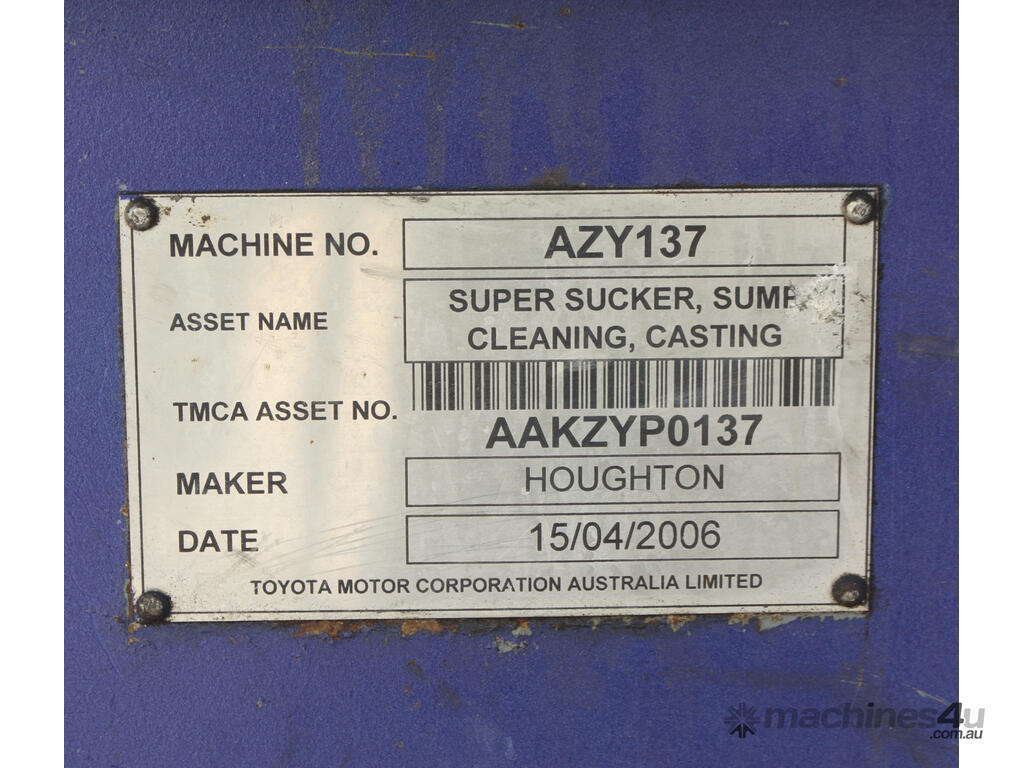 MACHINE NO. AZY137
ASSET NAME SUPER SUCKER, SUMP
CLEANING, CASTING
TMCA ASSET NO. AAKZYP0137
MAKER HOUGHTON
DATE 15/04/2006
TOYOTA MOTOR CORPORATION AUSTRALIA LIMITED
machines4u
.com.au